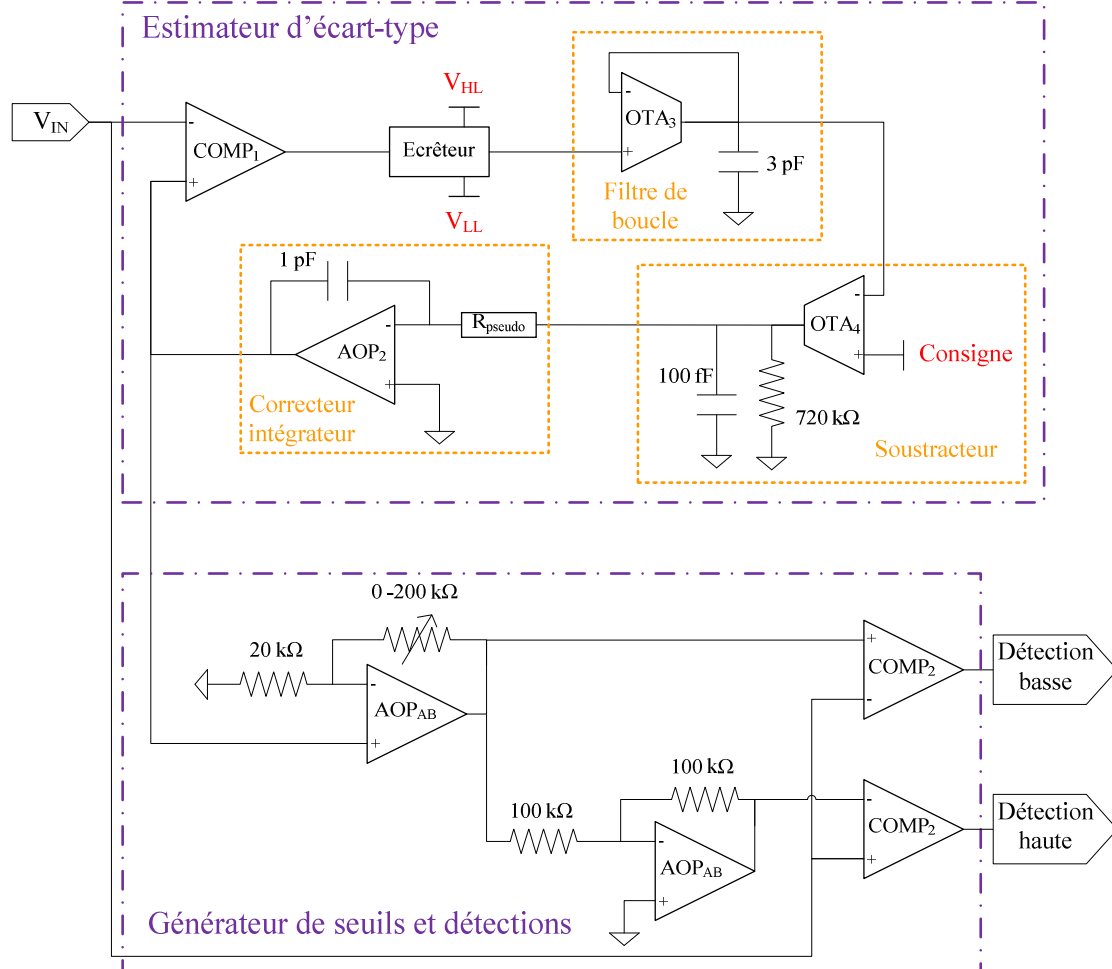 Estimateur d'écart-type
V_IN
-
COMP₁
+
V_HL
Ecrêteur
V_LL
-
OTA₃
+
3 pF
Filtre de
boucle
1 pF
-
AOP₂
+
R_pseudo
Correcteur
intégrateur
-
OTA₄
+
Consigne
100 fF
720 kΩ
Soustracteur
0 -200 kΩ
20 kΩ
-
AOP_AB
+
100 kΩ
100 kΩ
-
AOP_AB
+
+
COMP₂
-
Détection
basse
-
COMP₂
+
Détection
haute
Générateur de seuils et détections